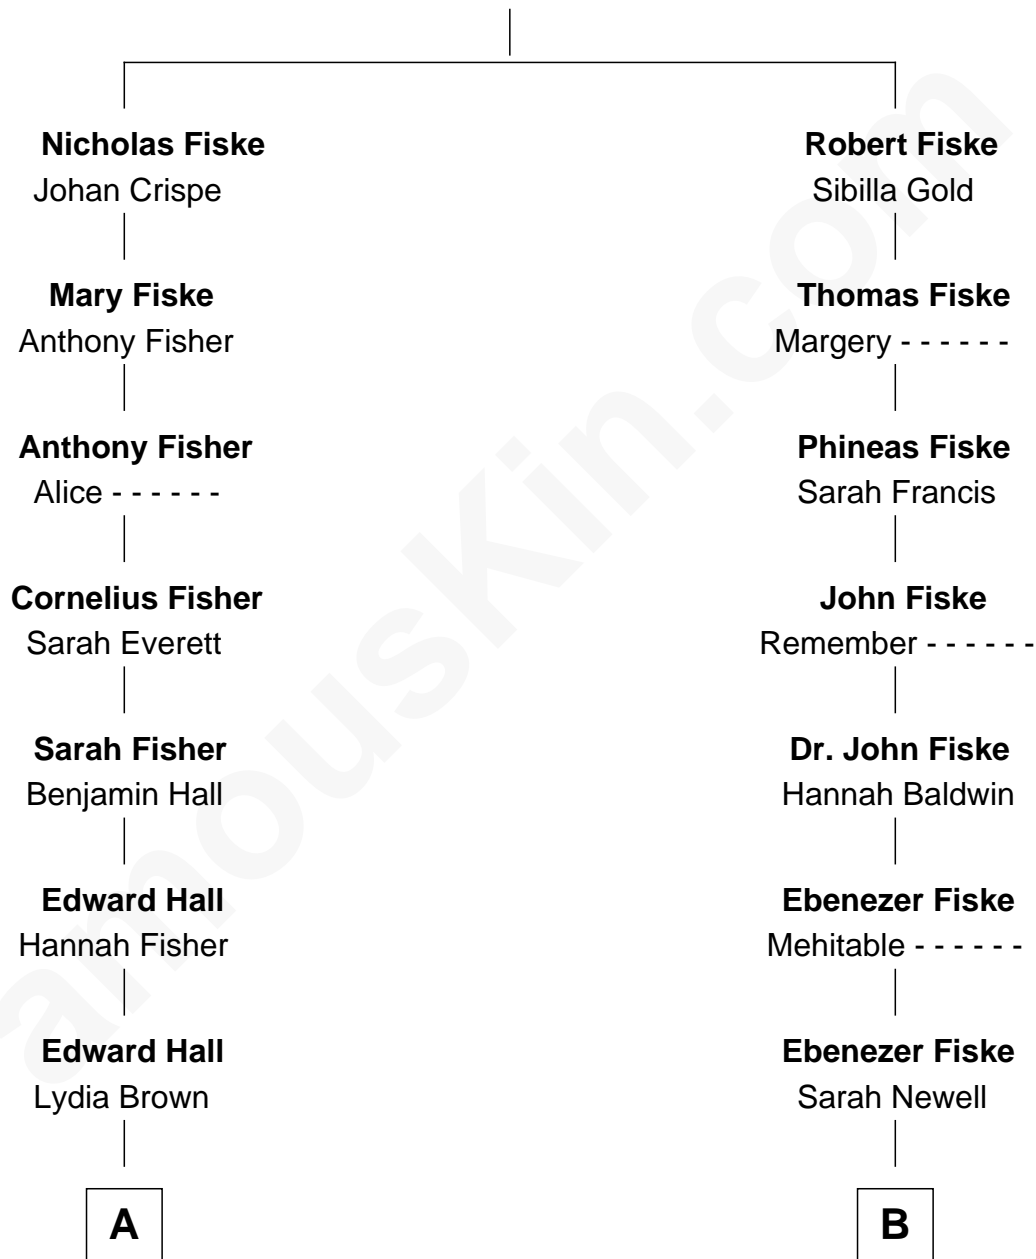 Nicholas Fiske
Johan Crispe
Mary Fiske
Anthony Fisher
Anthony Fisher
Alice - - - - - -
Cornelius Fisher
Sarah Everett
Sarah Fisher
Benjamin Hall
Edward Hall
Hannah Fisher
Edward Hall
Lydia Brown
A
Robert Fiske
Sibilla Gold
Thomas Fiske
Margery - - - - - -
Phineas Fiske
Sarah Francis
John Fiske
Remember - - - - - -
Dr. John Fiske
Hannah Baldwin
Ebenezer Fiske
Mehitable - - - - - -
Ebenezer Fiske
Sarah Newell
B
amouskin.com